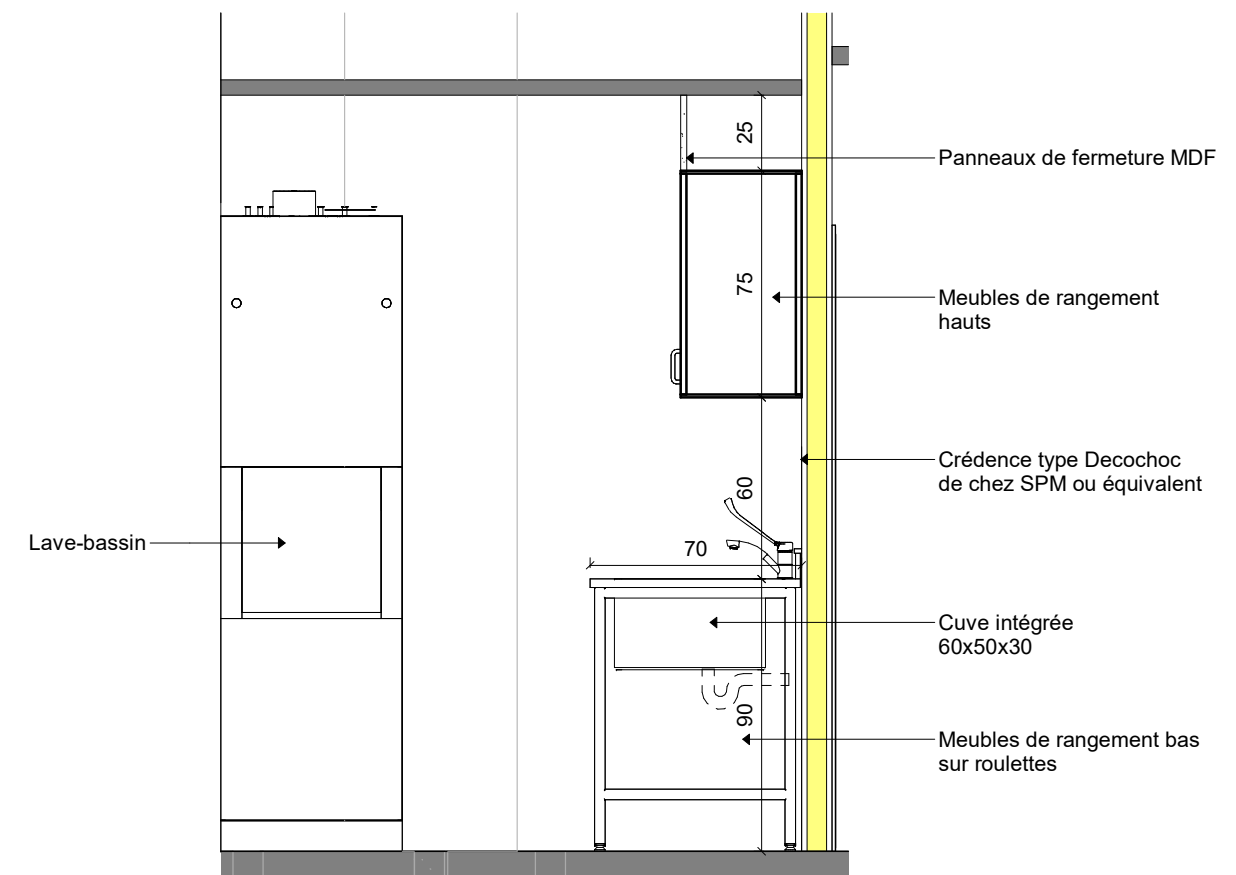 25
Panneaux de fermeture MDF
75
Meubles de rangement
hauts
60
Crédence type Decochoc
de chez SPM ou équivalent
Lave-bassin
70
Cuve intégrée
60x50x30
90
Meubles de rangement bas
sur roulettes